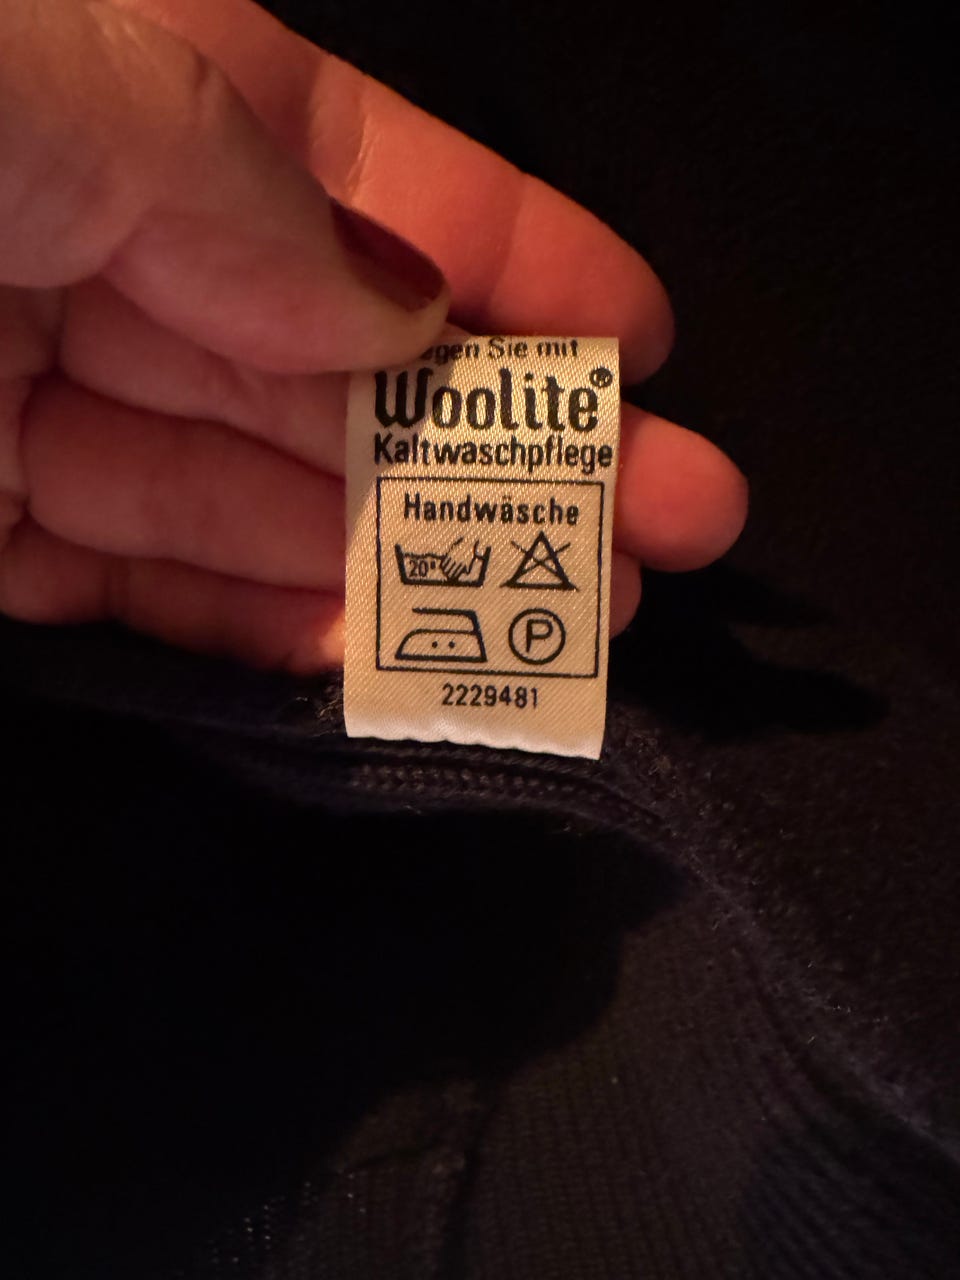 Sie mit
Woolite®
Kaltwaschpflege
Handwäsche
20°
P
2229481